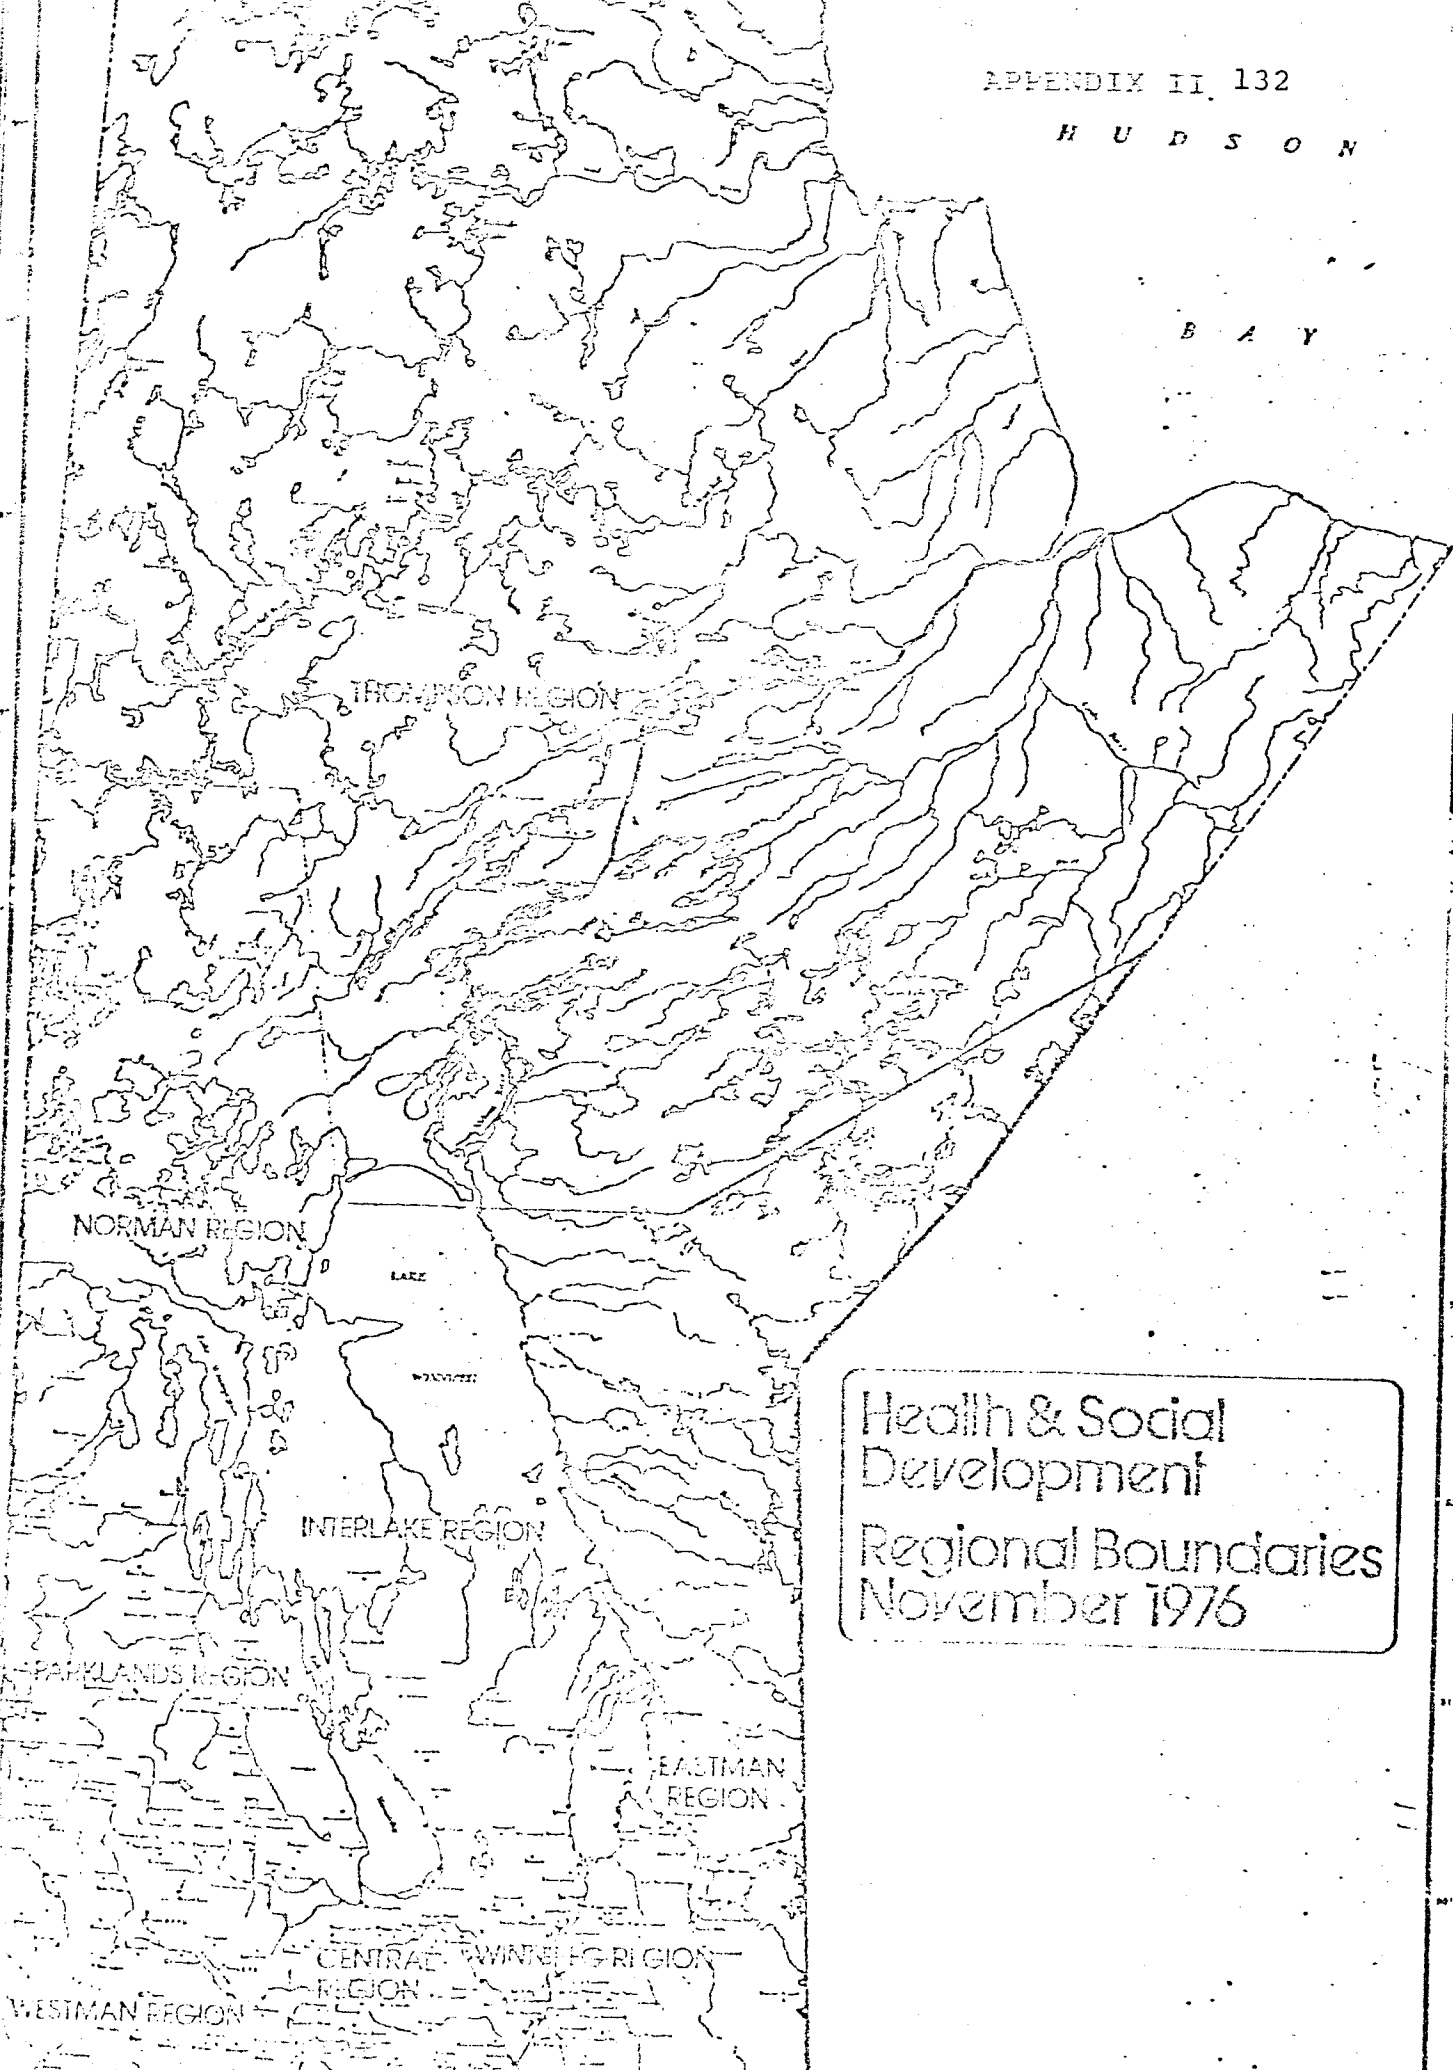 APPENDIX II. 132
H U D S O N
B A Y
THOMPSON REGION
NORMAN REGION
LAKE
WINNIPEG
Health & Social
Development
Regional Boundaries
November 1976
INTERLAKE REGION
PARKLANDS REGION
EASTMAN
REGION
CENTRAL
REGION
WINNIPEG REGION
WESTMAN REGION